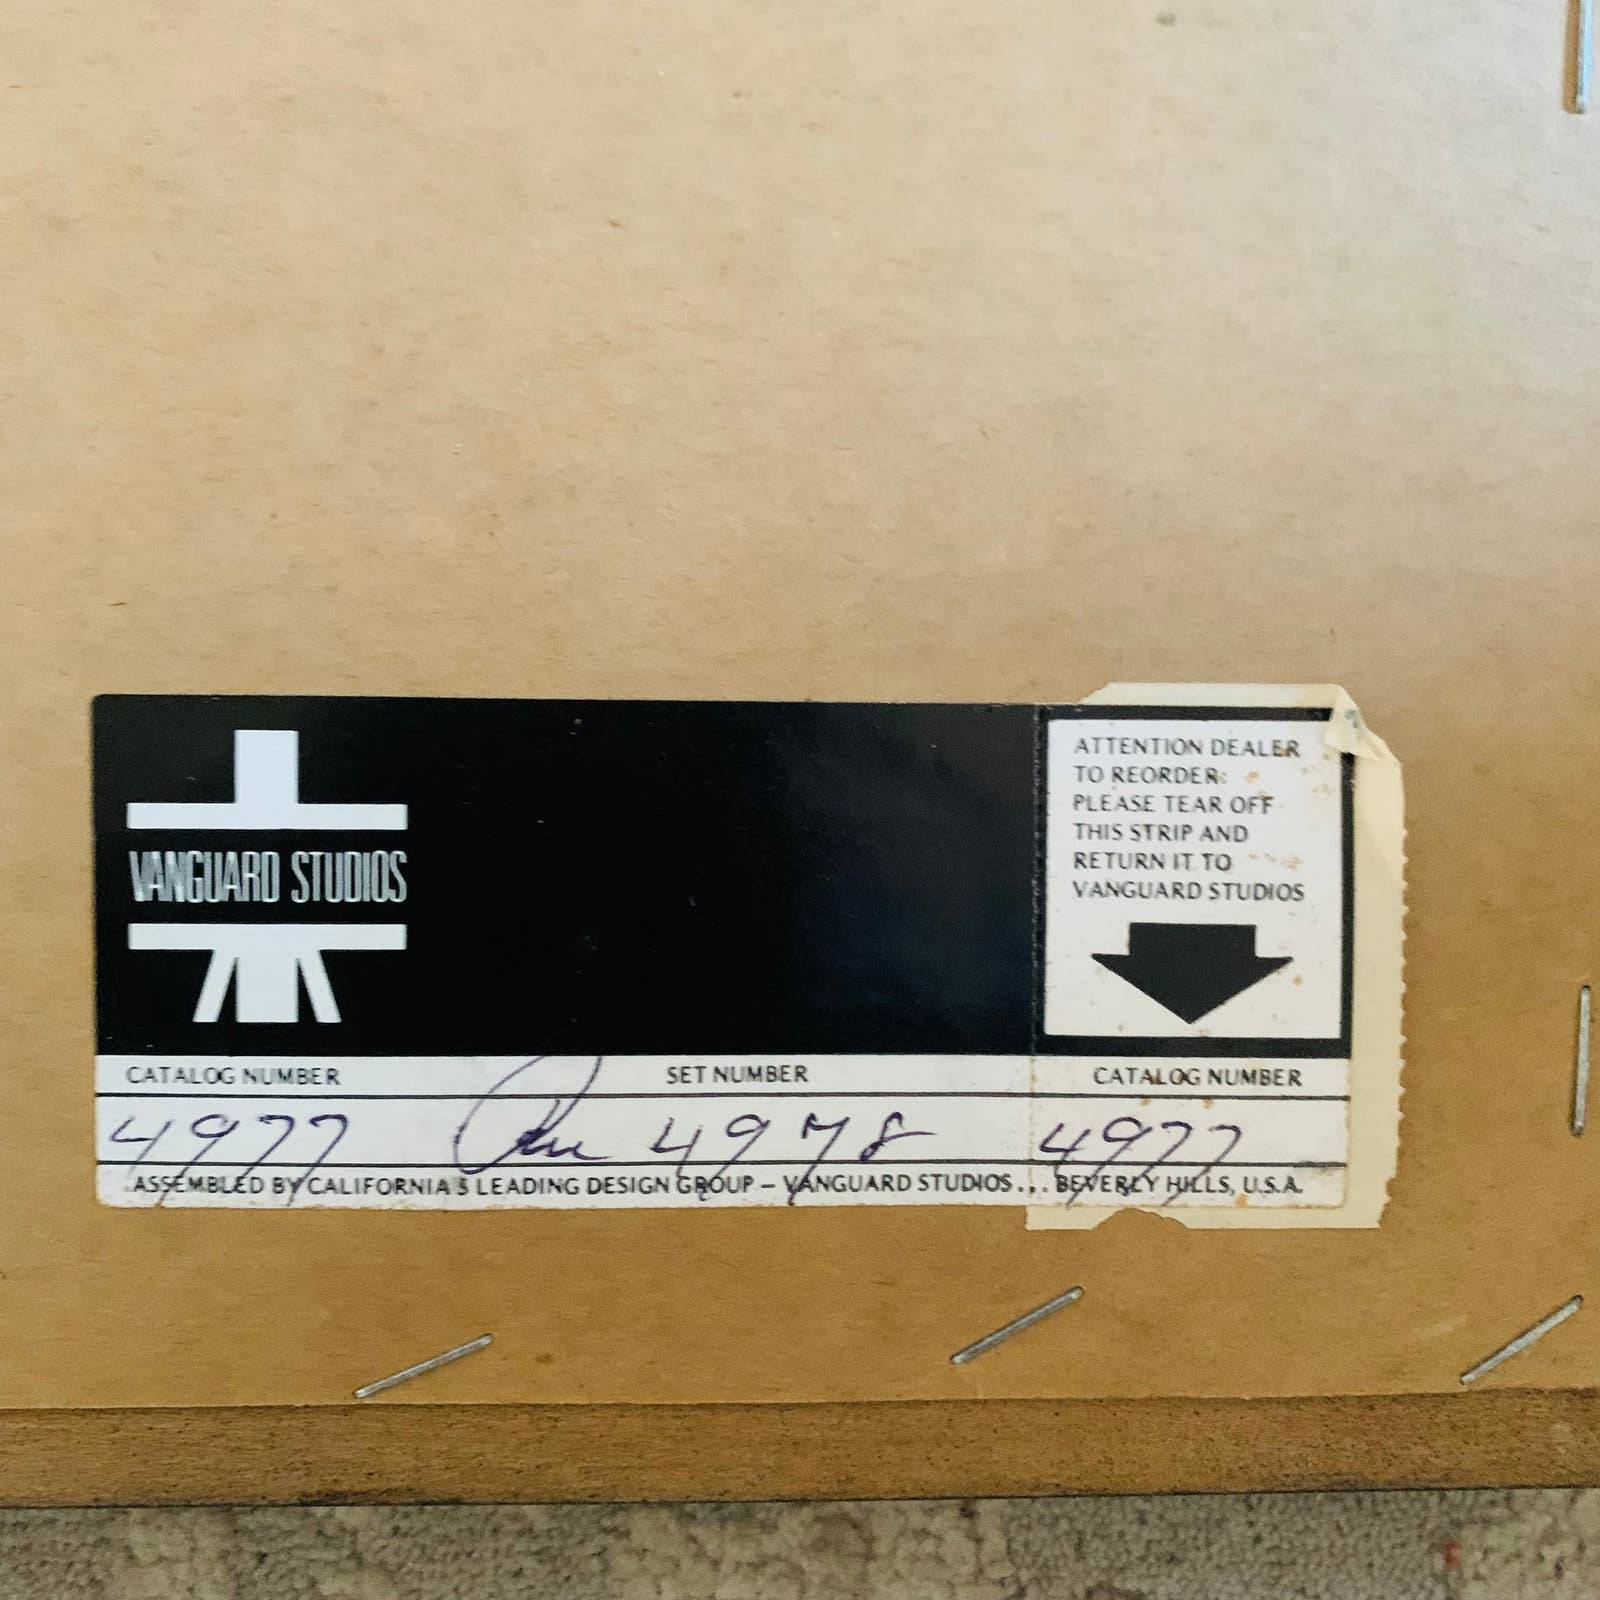 VANGUARD STUDIOS
ATTENTION DEALER
TO REORDER:
PLEASE TEAR OFF
THIS STRIP AND
RETURN IT TO
VANGUARD STUDIOS
CATALOG NUMBER SET NUMBER CATALOG NUMBER
4977 4978 4977
ASSEMBLED BY CALIFORNIA'S LEADING DESIGN GROUP – VANGUARD STUDIOS... BEVERLY HILLS, U.S.A.